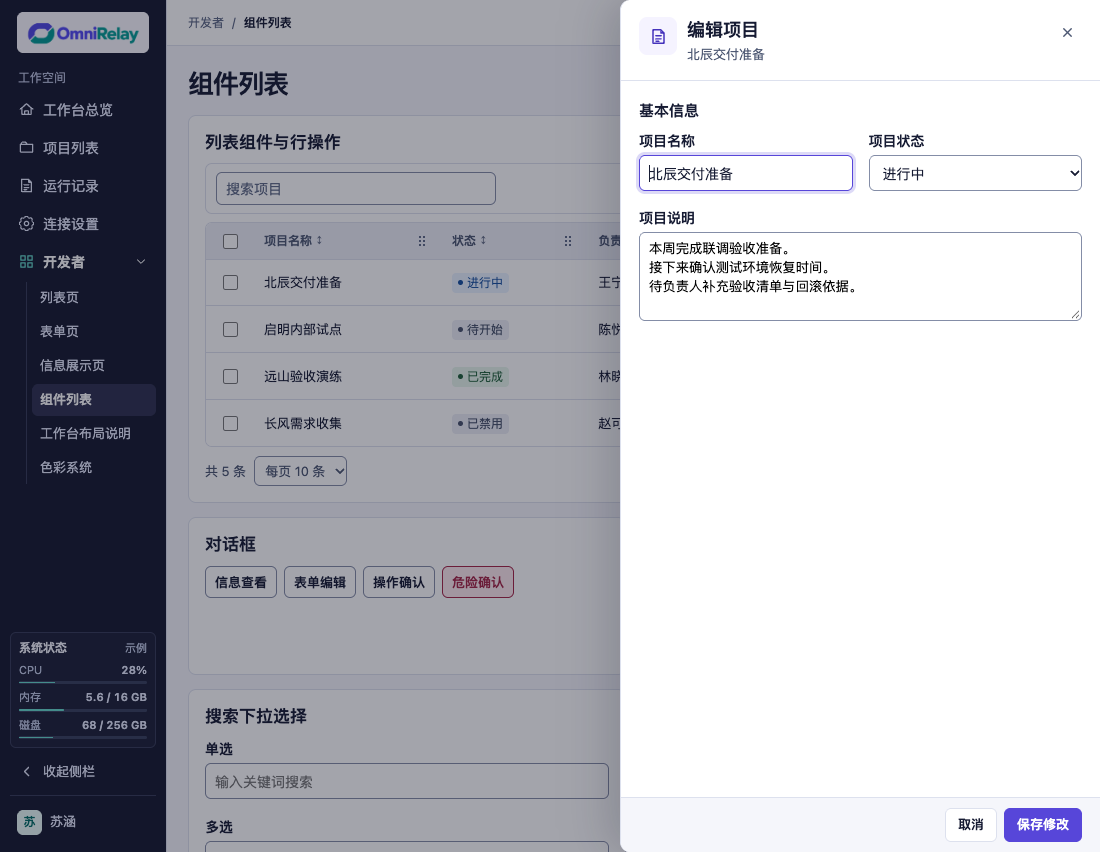 OmniRelay
工作空间
工作台总览
项目列表
运行记录
连接设置
开发者
列表页
表单页
信息展示页
组件列表
工作台布局说明
色彩系统
系统状态 示例
CPU 28%
内存 5.6 / 16 GB
磁盘 68 / 256 GB
收起侧栏
苏 苏涵
开发者 / 组件列表
组件列表
列表组件与行操作
搜索项目
项目名称 状态 负责
北辰交付准备 进行中 王宁
启明内部试点 待开始 陈悦
远山验收演练 已完成 林晓
长风需求收集 已禁用 赵可
共 5 条 每页 10 条
对话框
信息查看 表单编辑 操作确认 危险确认
搜索下拉选择
单选
输入关键词搜索
多选
编辑项目
北辰交付准备
基本信息
项目名称 项目状态
北辰交付准备 进行中
项目说明
本周完成联调验收准备。
接下来确认测试环境恢复时间。
待负责人补充验收清单与回滚依据。
取消 保存修改